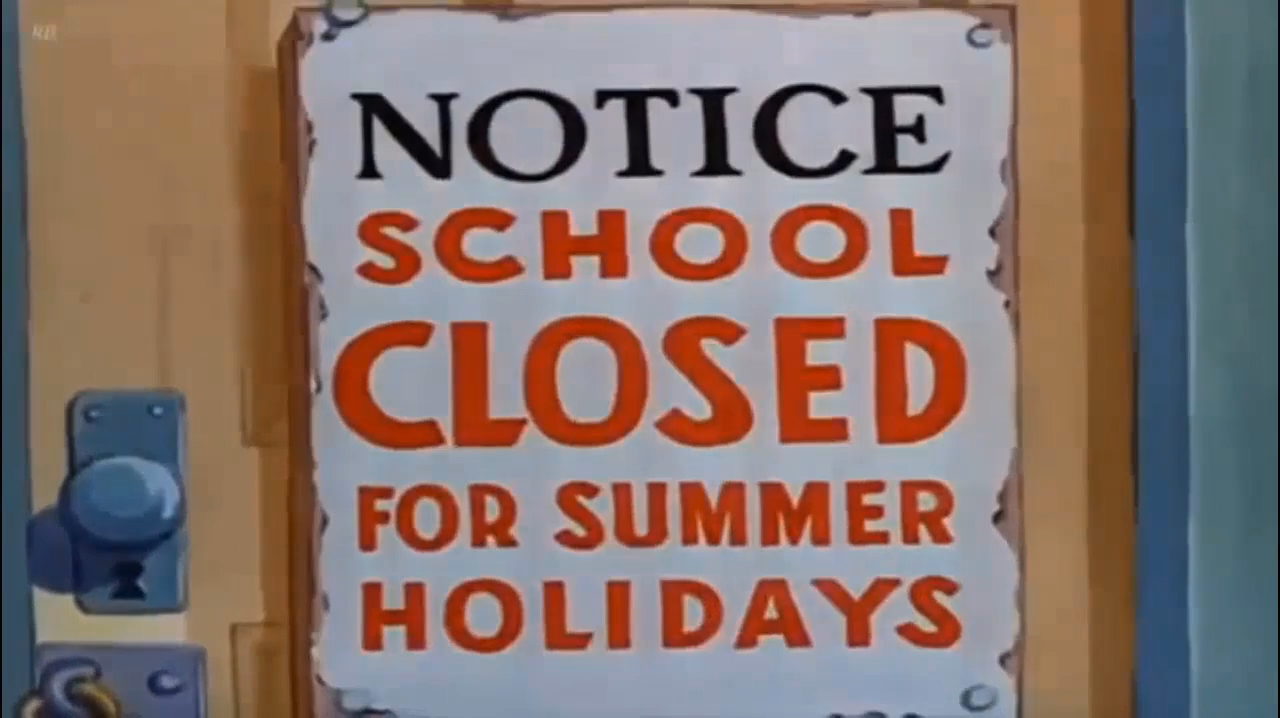 NOTICE
SCHOOL
CLOSED
FOR SUMMER
HOLIDAYS